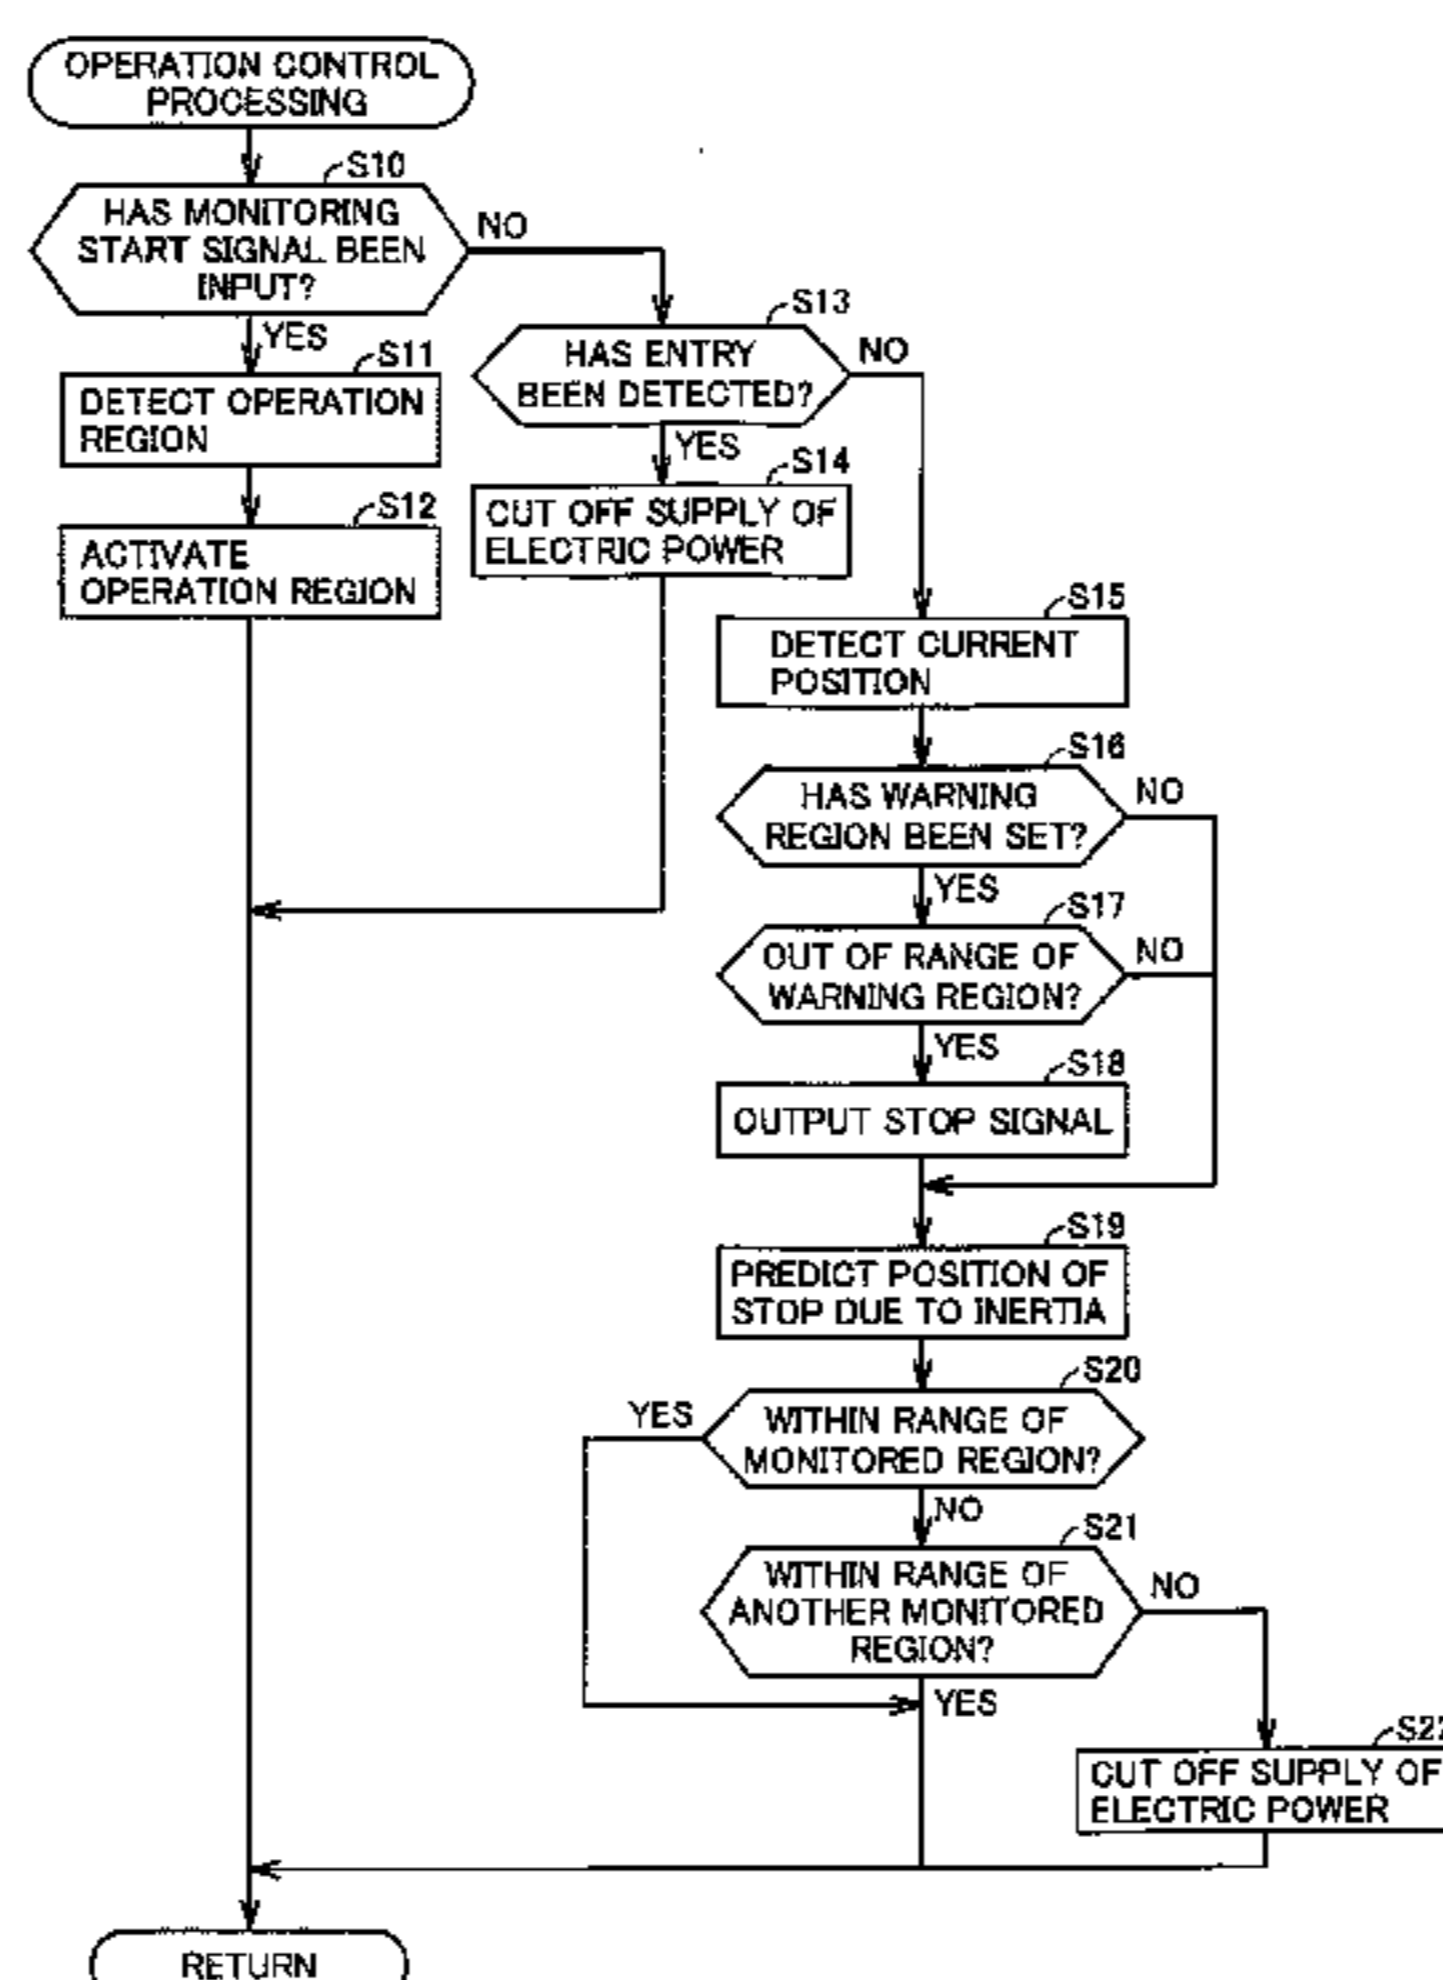 OPERATION CONTROL
PROCESSING
S10
HAS MONITORING
START SIGNAL BEEN
INPUT?
NO
YES
S11
DETECT OPERATION
REGION
S12
ACTIVATE
OPERATION REGION
S13
HAS ENTRY
BEEN DETECTED?
NO
YES
S14
CUT OFF SUPPLY OF
ELECTRIC POWER
S15
DETECT CURRENT
POSITION
S16
HAS WARNING
REGION BEEN SET?
NO
YES
S17
OUT OF RANGE OF
WARNING REGION?
NO
YES
S18
OUTPUT STOP SIGNAL
S19
PREDICT POSITION OF
STOP DUE TO INERTIA
S20
WITHIN RANGE OF
MONITORED REGION?
YES
NO
S21
WITHIN RANGE OF
ANOTHER MONITORED
REGION?
NO
YES
S22
CUT OFF SUPPLY OF
ELECTRIC POWER
RETURN